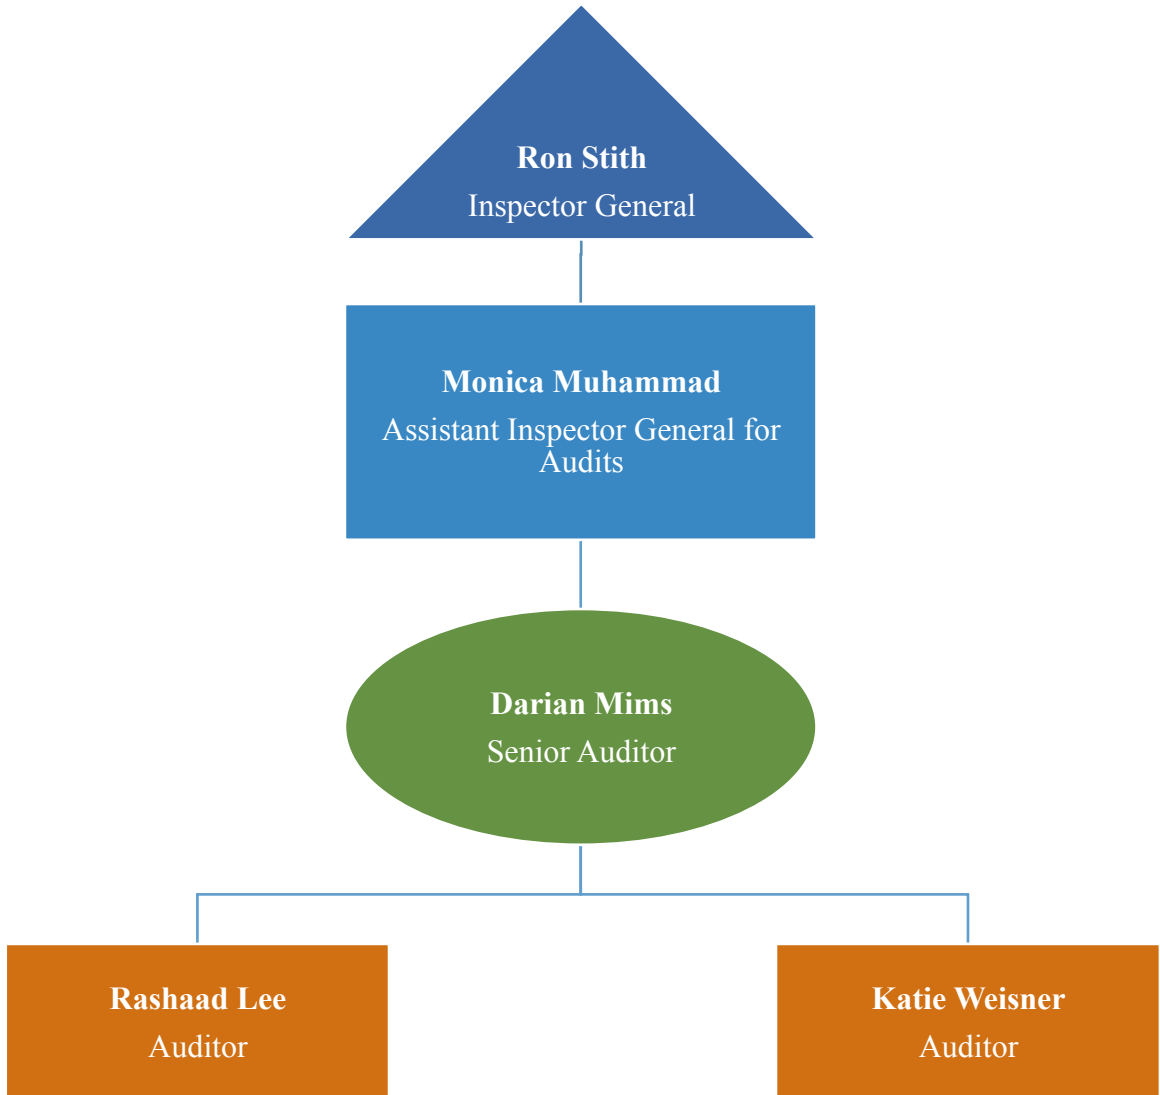 Ron Stith
Inspector General
Monica Muhammad
Assistant Inspector General for
Audits
Darian Mims
Senior Auditor
Rashaad Lee
Auditor
Katie Weisner
Auditor